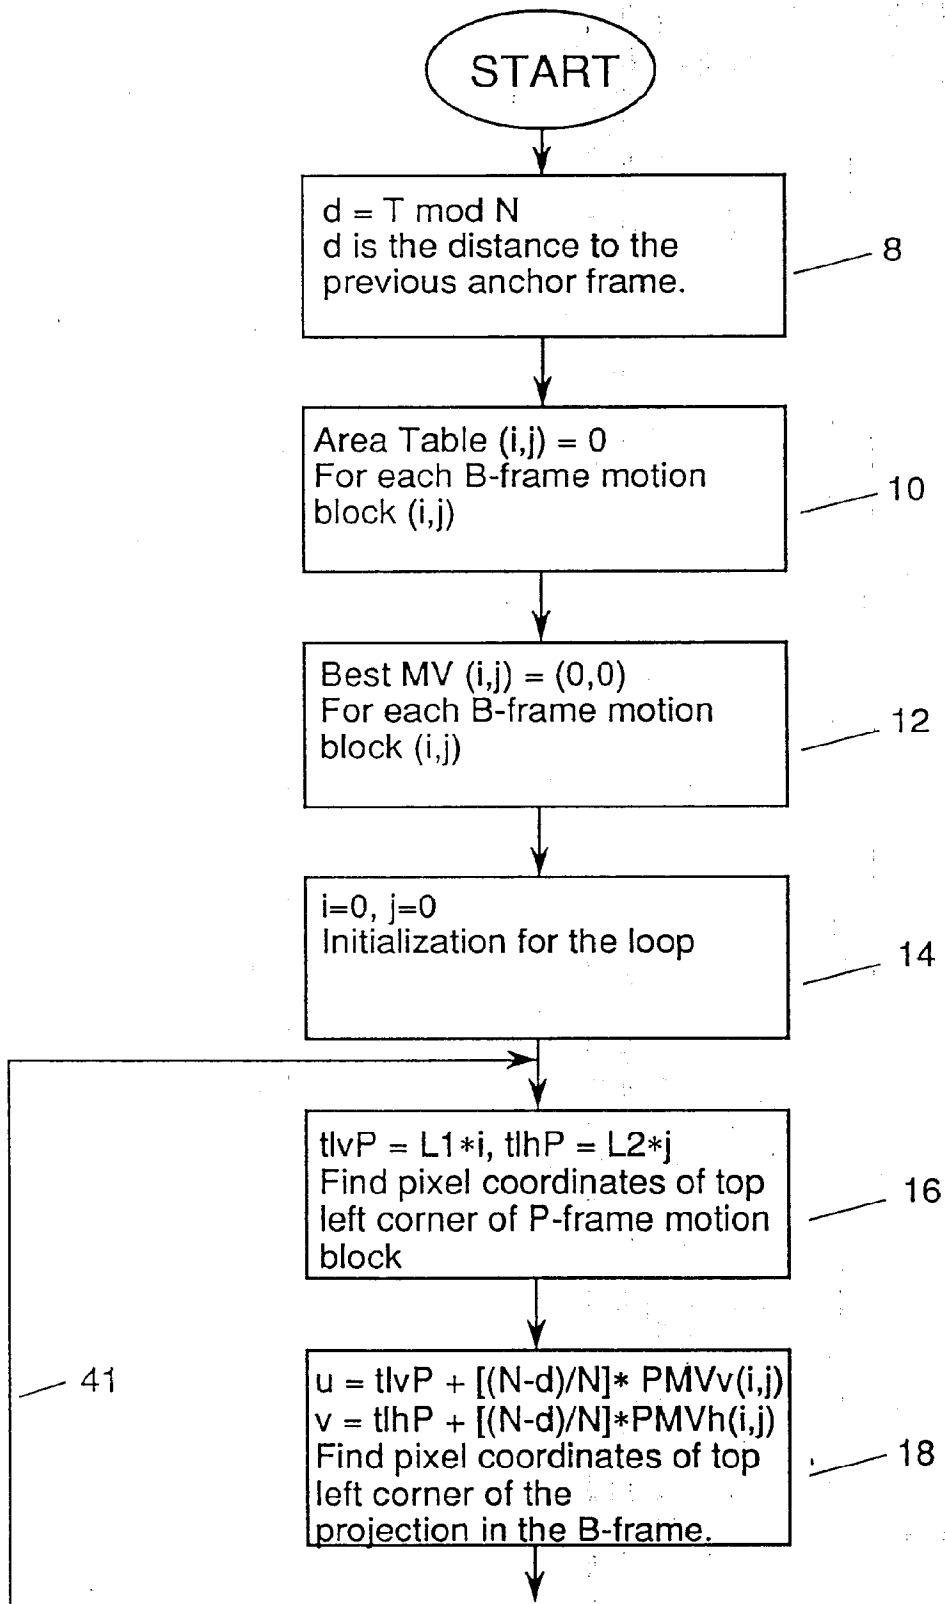 START
d = T mod N
d is the distance to the
previous anchor frame.
8
Area Table (i,j) = 0
For each B-frame motion
block (i,j)
10
Best MV (i,j) = (0,0)
For each B-frame motion
block (i,j)
12
i=0, j=0
Initialization for the loop
14
tlvP = L1*i, tlhP = L2*j
Find pixel coordinates of top
left corner of P-frame motion
block
16
u = tlvP + [(N-d)/N]* PMVv(i,j)
v = tlhP + [(N-d)/N]*PMVh(i,j)
Find pixel coordinates of top
left corner of the
projection in the B-frame.
18
41